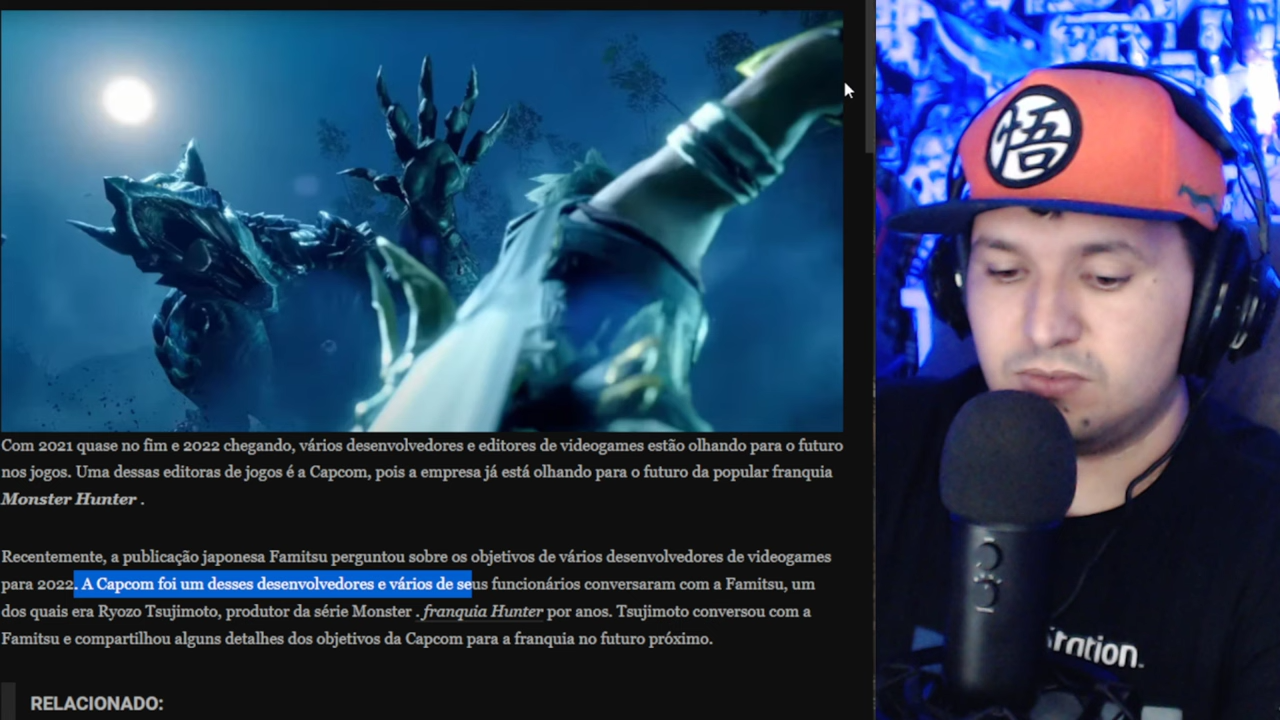 Com 2021 quase no fim e 2022 chegando, vários desenvolvedores e editores de videogames estão olhando para o futuro
nos jogos. Uma dessas editoras de jogos é a Capcom, pois a empresa já está olhando para o futuro da popular franquia
Monster Hunter .
Recentemente, a publicação japonesa Famitsu perguntou sobre os objetivos de vários desenvolvedores de videogames
para 2022. A Capcom foi um desses desenvolvedores e vários de seus funcionários conversaram com a Famitsu, um
dos quais era Ryozo Tsujimoto, produtor da série Monster . franquia Hunter por anos. Tsujimoto conversou com a
Famitsu e compartilhou alguns detalhes dos objetivos da Capcom para a franquia no futuro próximo.
RELACIONADO:
悟
Station.